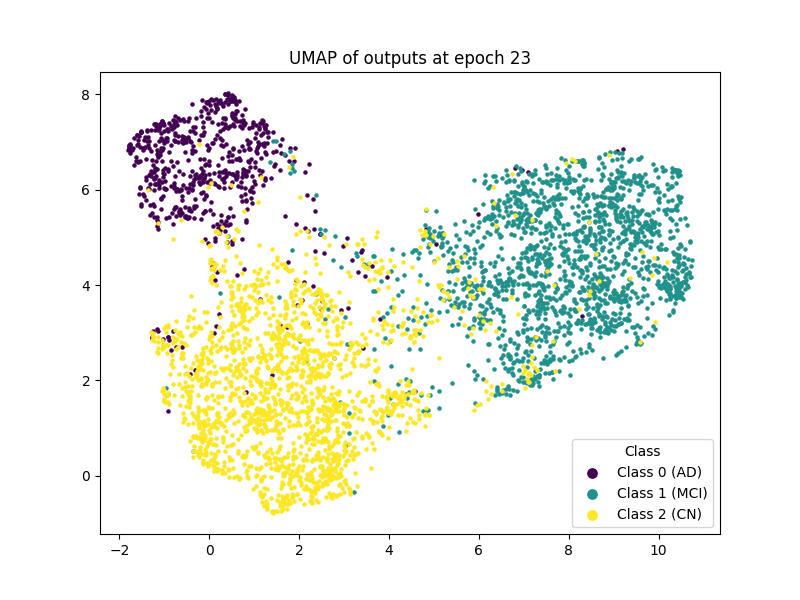 UMAP of outputs at epoch 23
8
6
4
2
0
−2 0 2 4 6 8 10
Class
Class 0 (AD)
Class 1 (MCI)
Class 2 (CN)